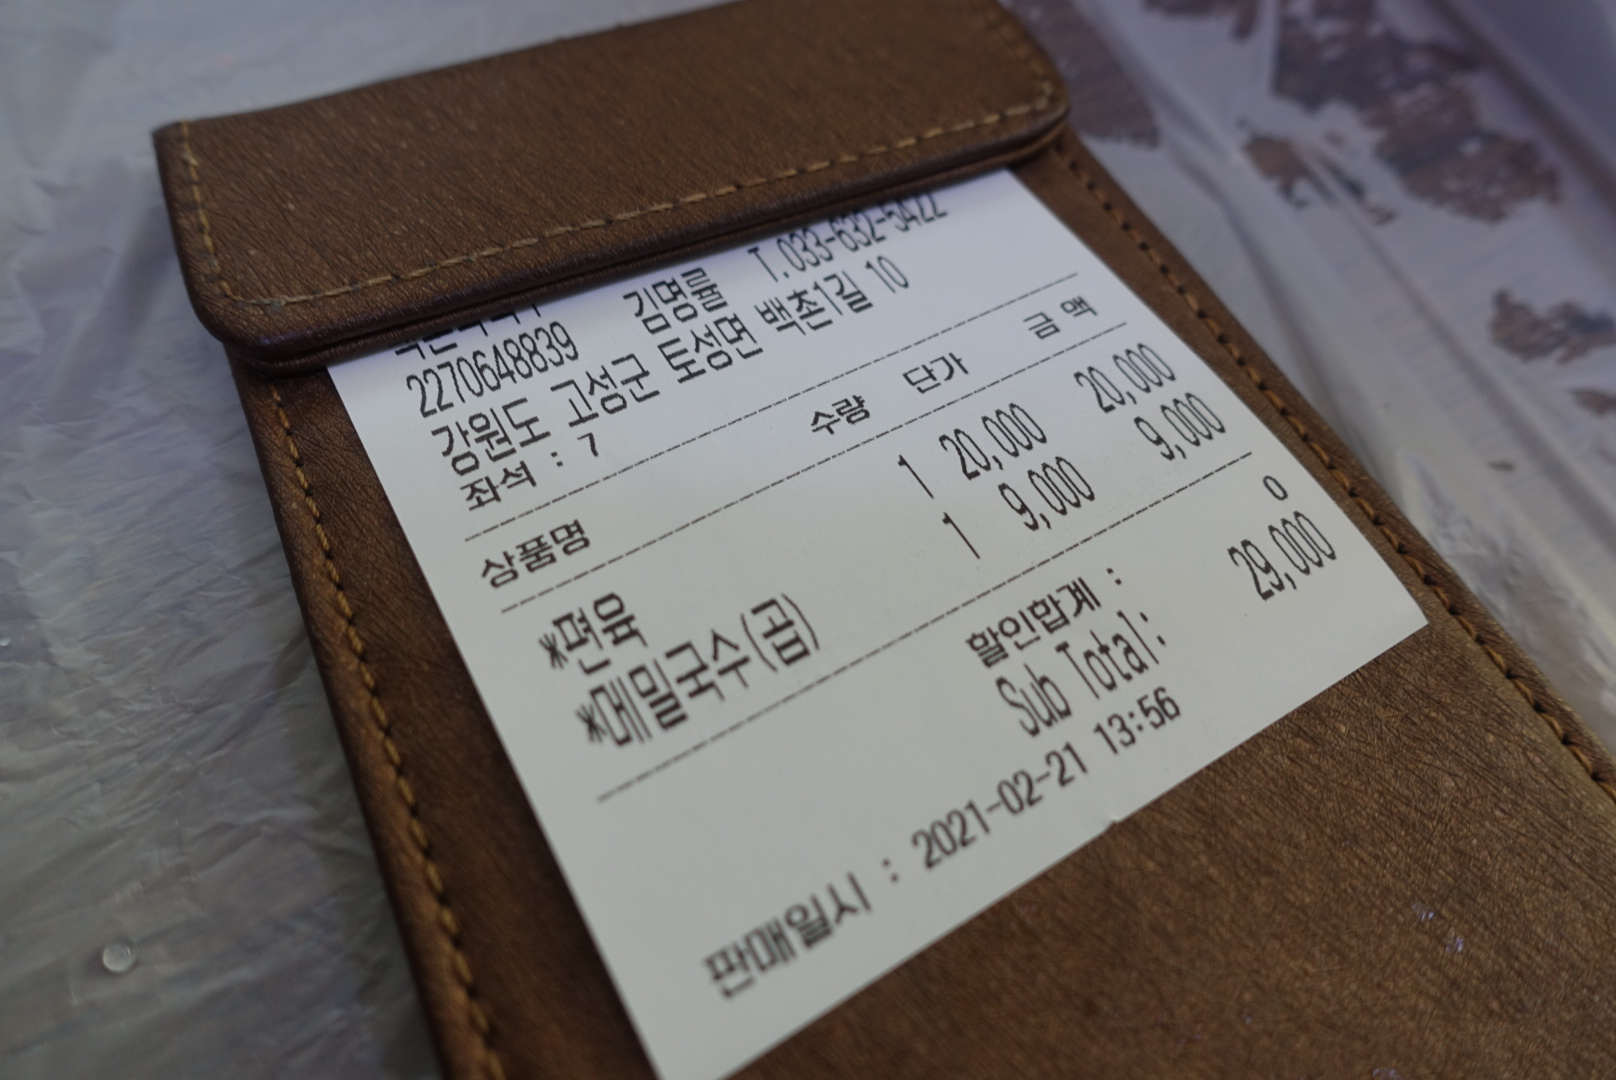 2270648839 김명률 T.033-632-5422
강원도 고성군 토성면 백촌1길 10
좌석 : 7
상품명 수량 단가 금액
*편육 1 20,000 20,000
*메밀국수(곱) 1 9,000 9,000
할인합계 : 0
Sub Total: 29,000
판매일시 : 2021-02-21 13:56